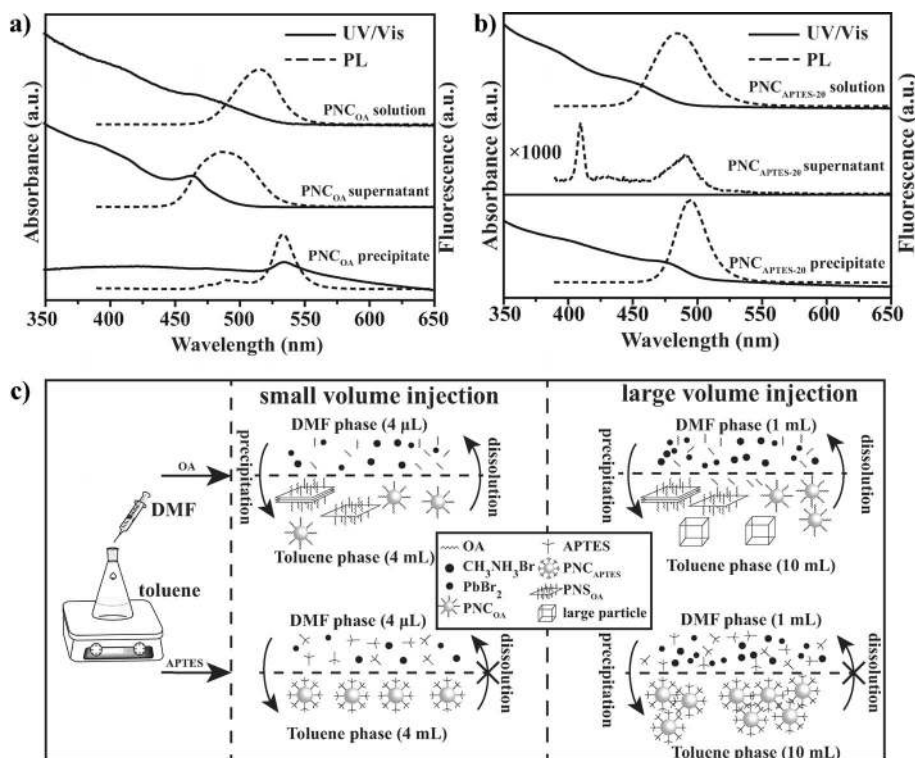 a)
UV/Vis
PL
PNC_OA solution
PNC_OA supernatant
PNC_OA precipitate
Absorbance (a.u.)
Fluorescence (a.u.)
350 400 450 500 550 600 650
Wavelength (nm)
b)
UV/Vis
PL
PNC_APTES-20 solution
×1000
PNC_APTES-20 supernatant
PNC_APTES-20 precipitate
Absorbance (a.u.)
Fluorescence (a.u.)
350 400 450 500 550 600 650
Wavelength (nm)
c)
small volume injection
large volume injection
DMF phase (4 µL)
DMF phase (1 mL)
precipitation
dissolution
precipitation
dissolution
OA
DMF
toluene
Toluene phase (4 mL)
Toluene phase (10 mL)
OA
APTES
CH3NH3Br
PNC_APTES
PbBr2
PNS_OA
PNC_OA
large particle
APTES
DMF phase (4 µL)
DMF phase (1 mL)
dissolution
precipitation
dissolution
Toluene phase (4 mL)
Toluene phase (10 mL)